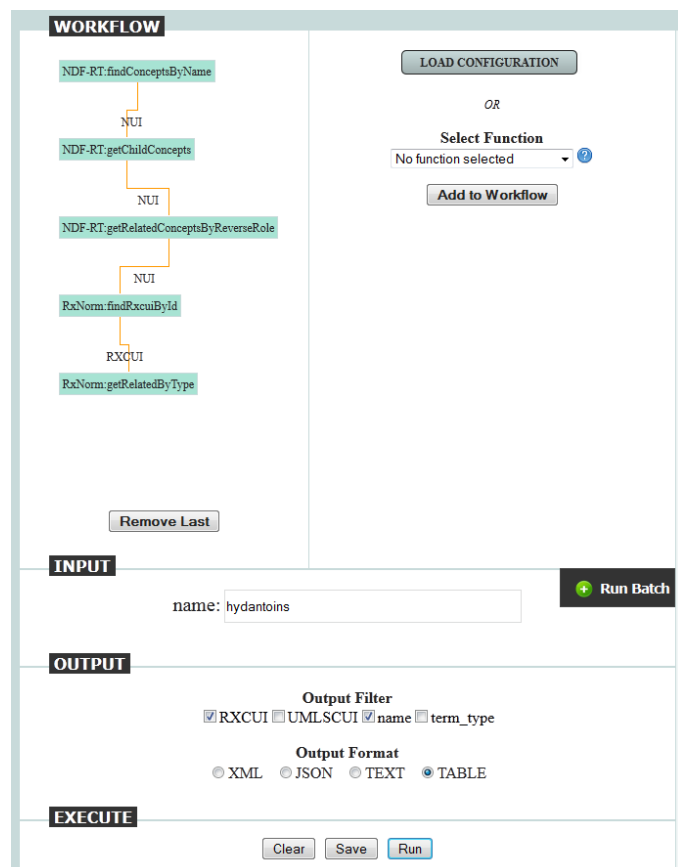 WORKFLOW
NDF-RT:findConceptsByName
NUI
NDF-RT:getChildConcepts
NUI
NDF-RT:getRelatedConceptsByReverseRole
NUI
RxNorm:findRxcuiById
RXCUI
RxNorm:getRelatedByType
Remove Last
LOAD CONFIGURATION
OR
Select Function
No function selected ?
Add to Workflow
INPUT
Run Batch
name: hydantoins
OUTPUT
Output Filter
RXCUI UMLSCUI name term_type
Output Format
XML JSON TEXT TABLE
EXECUTE
Clear Save Run